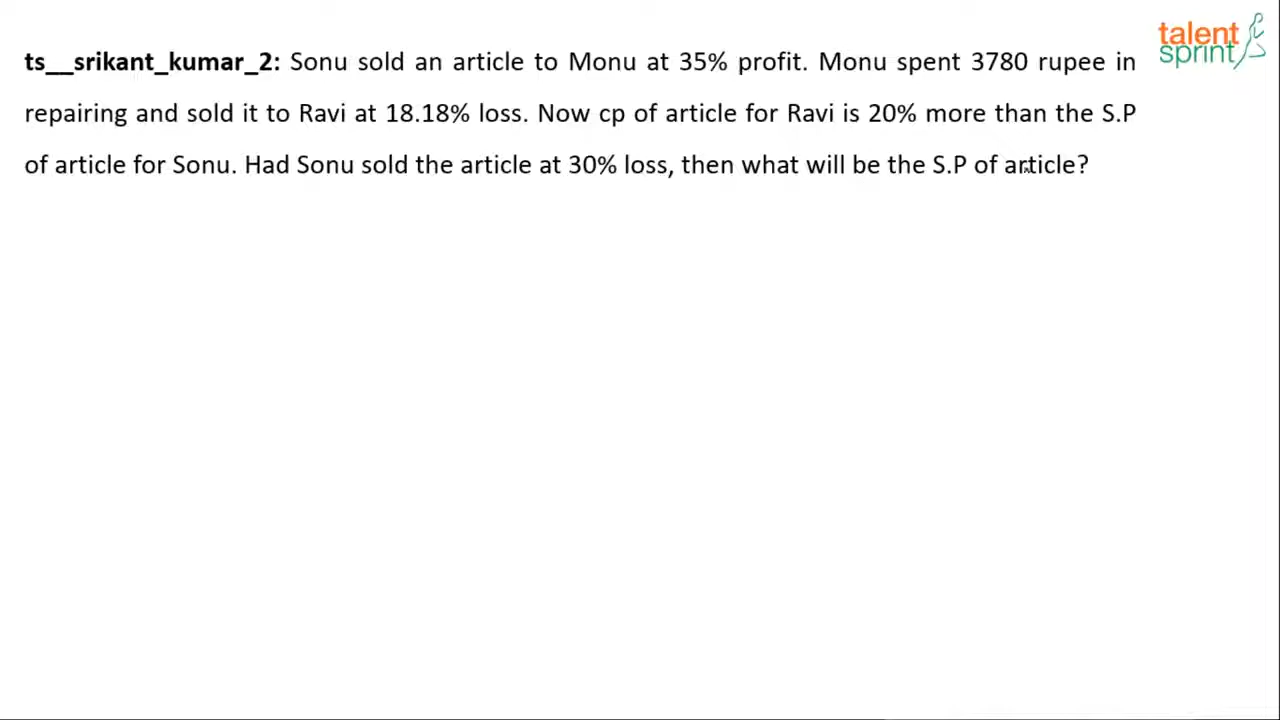 talent
sprint
ts__srikant_kumar_2: Sonu sold an article to Monu at 35% profit. Monu spent 3780 rupee in
repairing and sold it to Ravi at 18.18% loss. Now cp of article for Ravi is 20% more than the S.P
of article for Sonu. Had Sonu sold the article at 30% loss, then what will be the S.P of article?